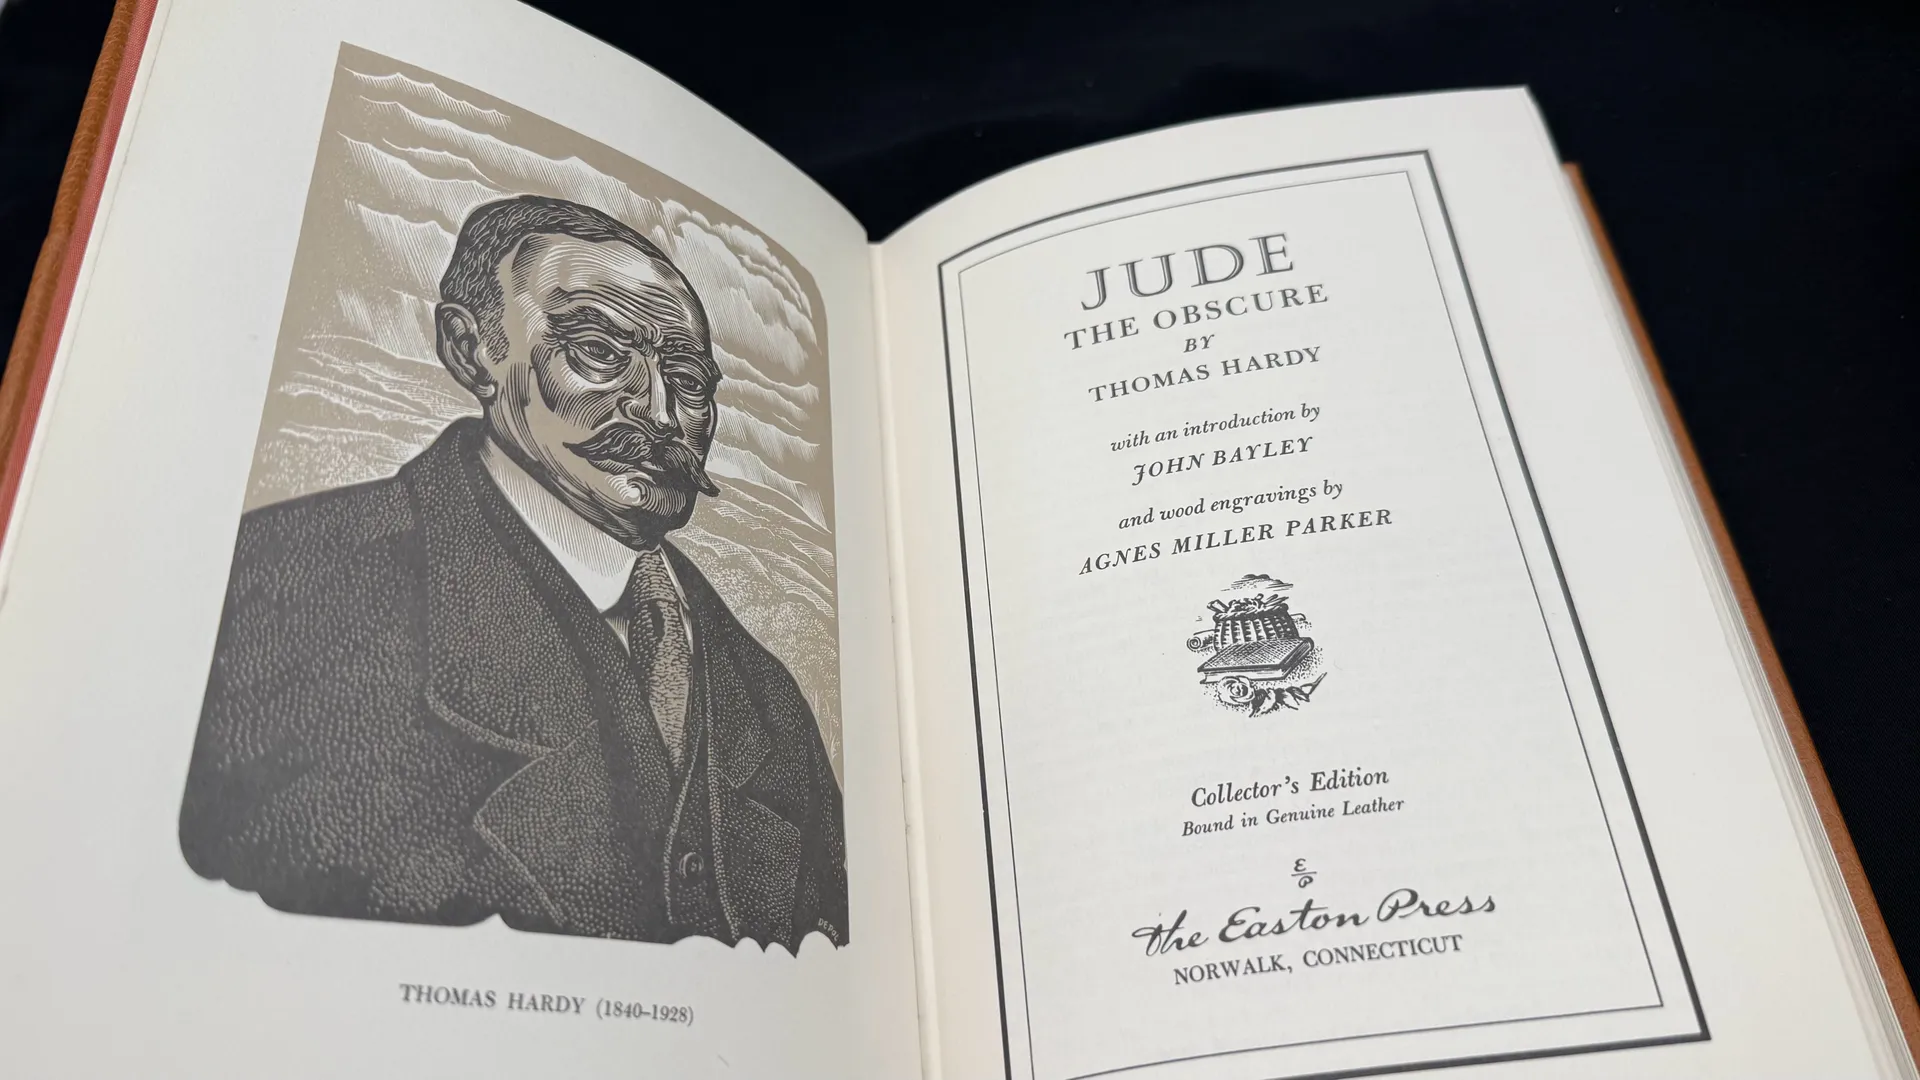 DEPOL
THOMAS HARDY (1840–1928)
JUDE
THE OBSCURE
BY
THOMAS HARDY
with an introduction by
JOHN BAYLEY
and wood engravings by
AGNES MILLER PARKER
Collector's Edition
Bound in Genuine Leather
The Easton Press
NORWALK, CONNECTICUT